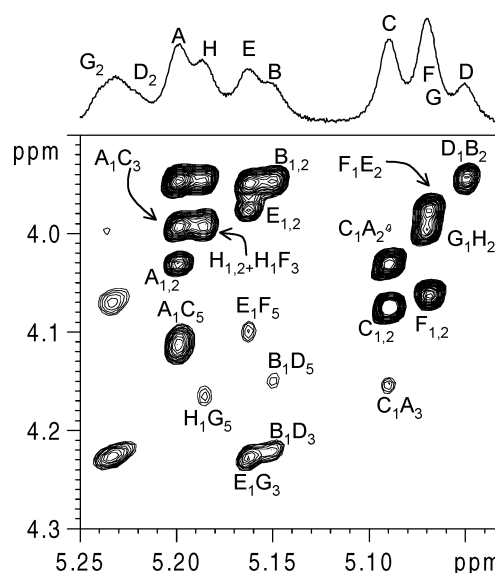 A H E B C F G D
G2 D2
ppm
A1C3 B1,2 D1B2
F1E2
E1,2
4.0 C1A2 G1H2
H1,2+H1F3
A1,2
A1C5 E1F5 C1,2 F1,2
4.1
B1D5
H1G5 C1A3
4.2
B1D3
E1G3
4.3
5.25 5.20 5.15 5.10 ppm